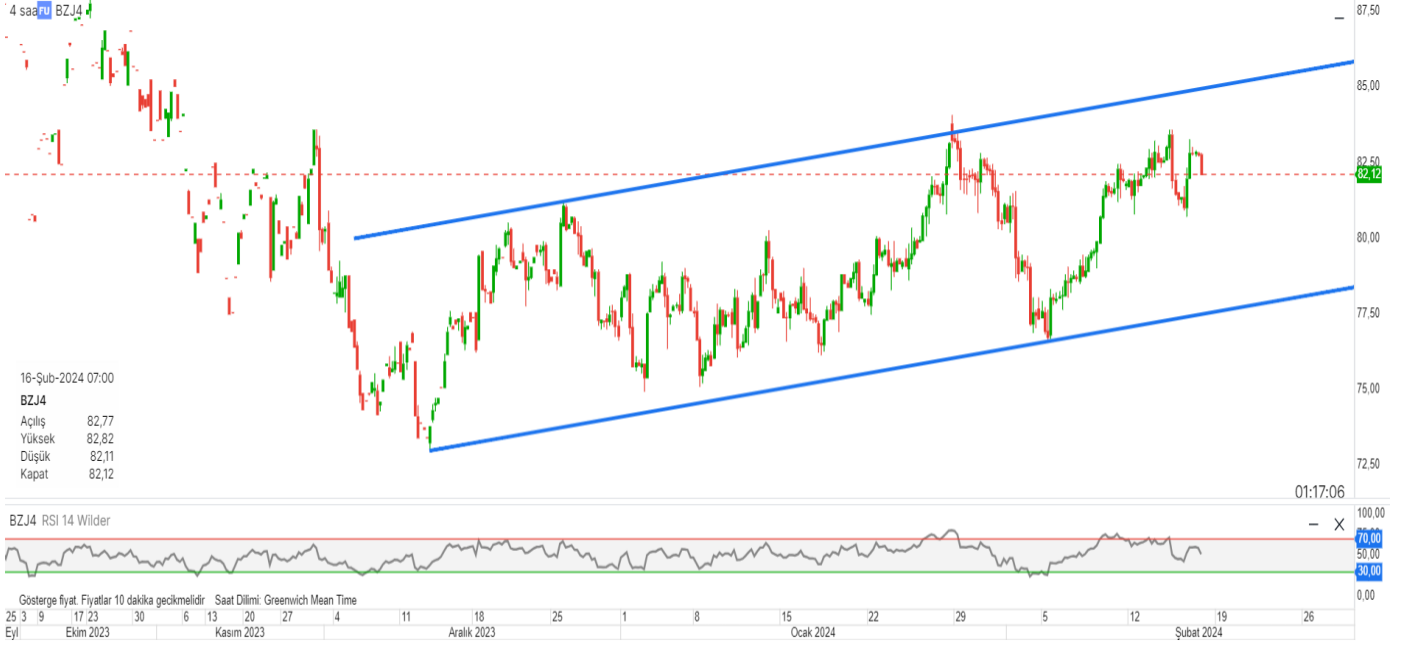 4 saa FU BZJ4
87,50
85,00
82,50
82,12
80,00
77,50
75,00
72,50
16-Şub-2024 07:00
BZJ4
Açılış 82,77
Yüksek 82,82
Düşük 82,11
Kapat 82,12
01:17:06
BZJ4 RSI 14 Wilder
100,00
70,00
50,00
30,00
0,00
Gösterge fiyat. Fiyatlar 10 dakika gecikmelidir Saat Dilimi: Greenwich Mean Time
25 3 9 17 23 30 6 13 20 27 4 11 18 25 1 8 15 22 29 5 12 19 26
Eyl Ekim 2023 Kasım 2023 Aralık 2023 Ocak 2024 Şubat 2024